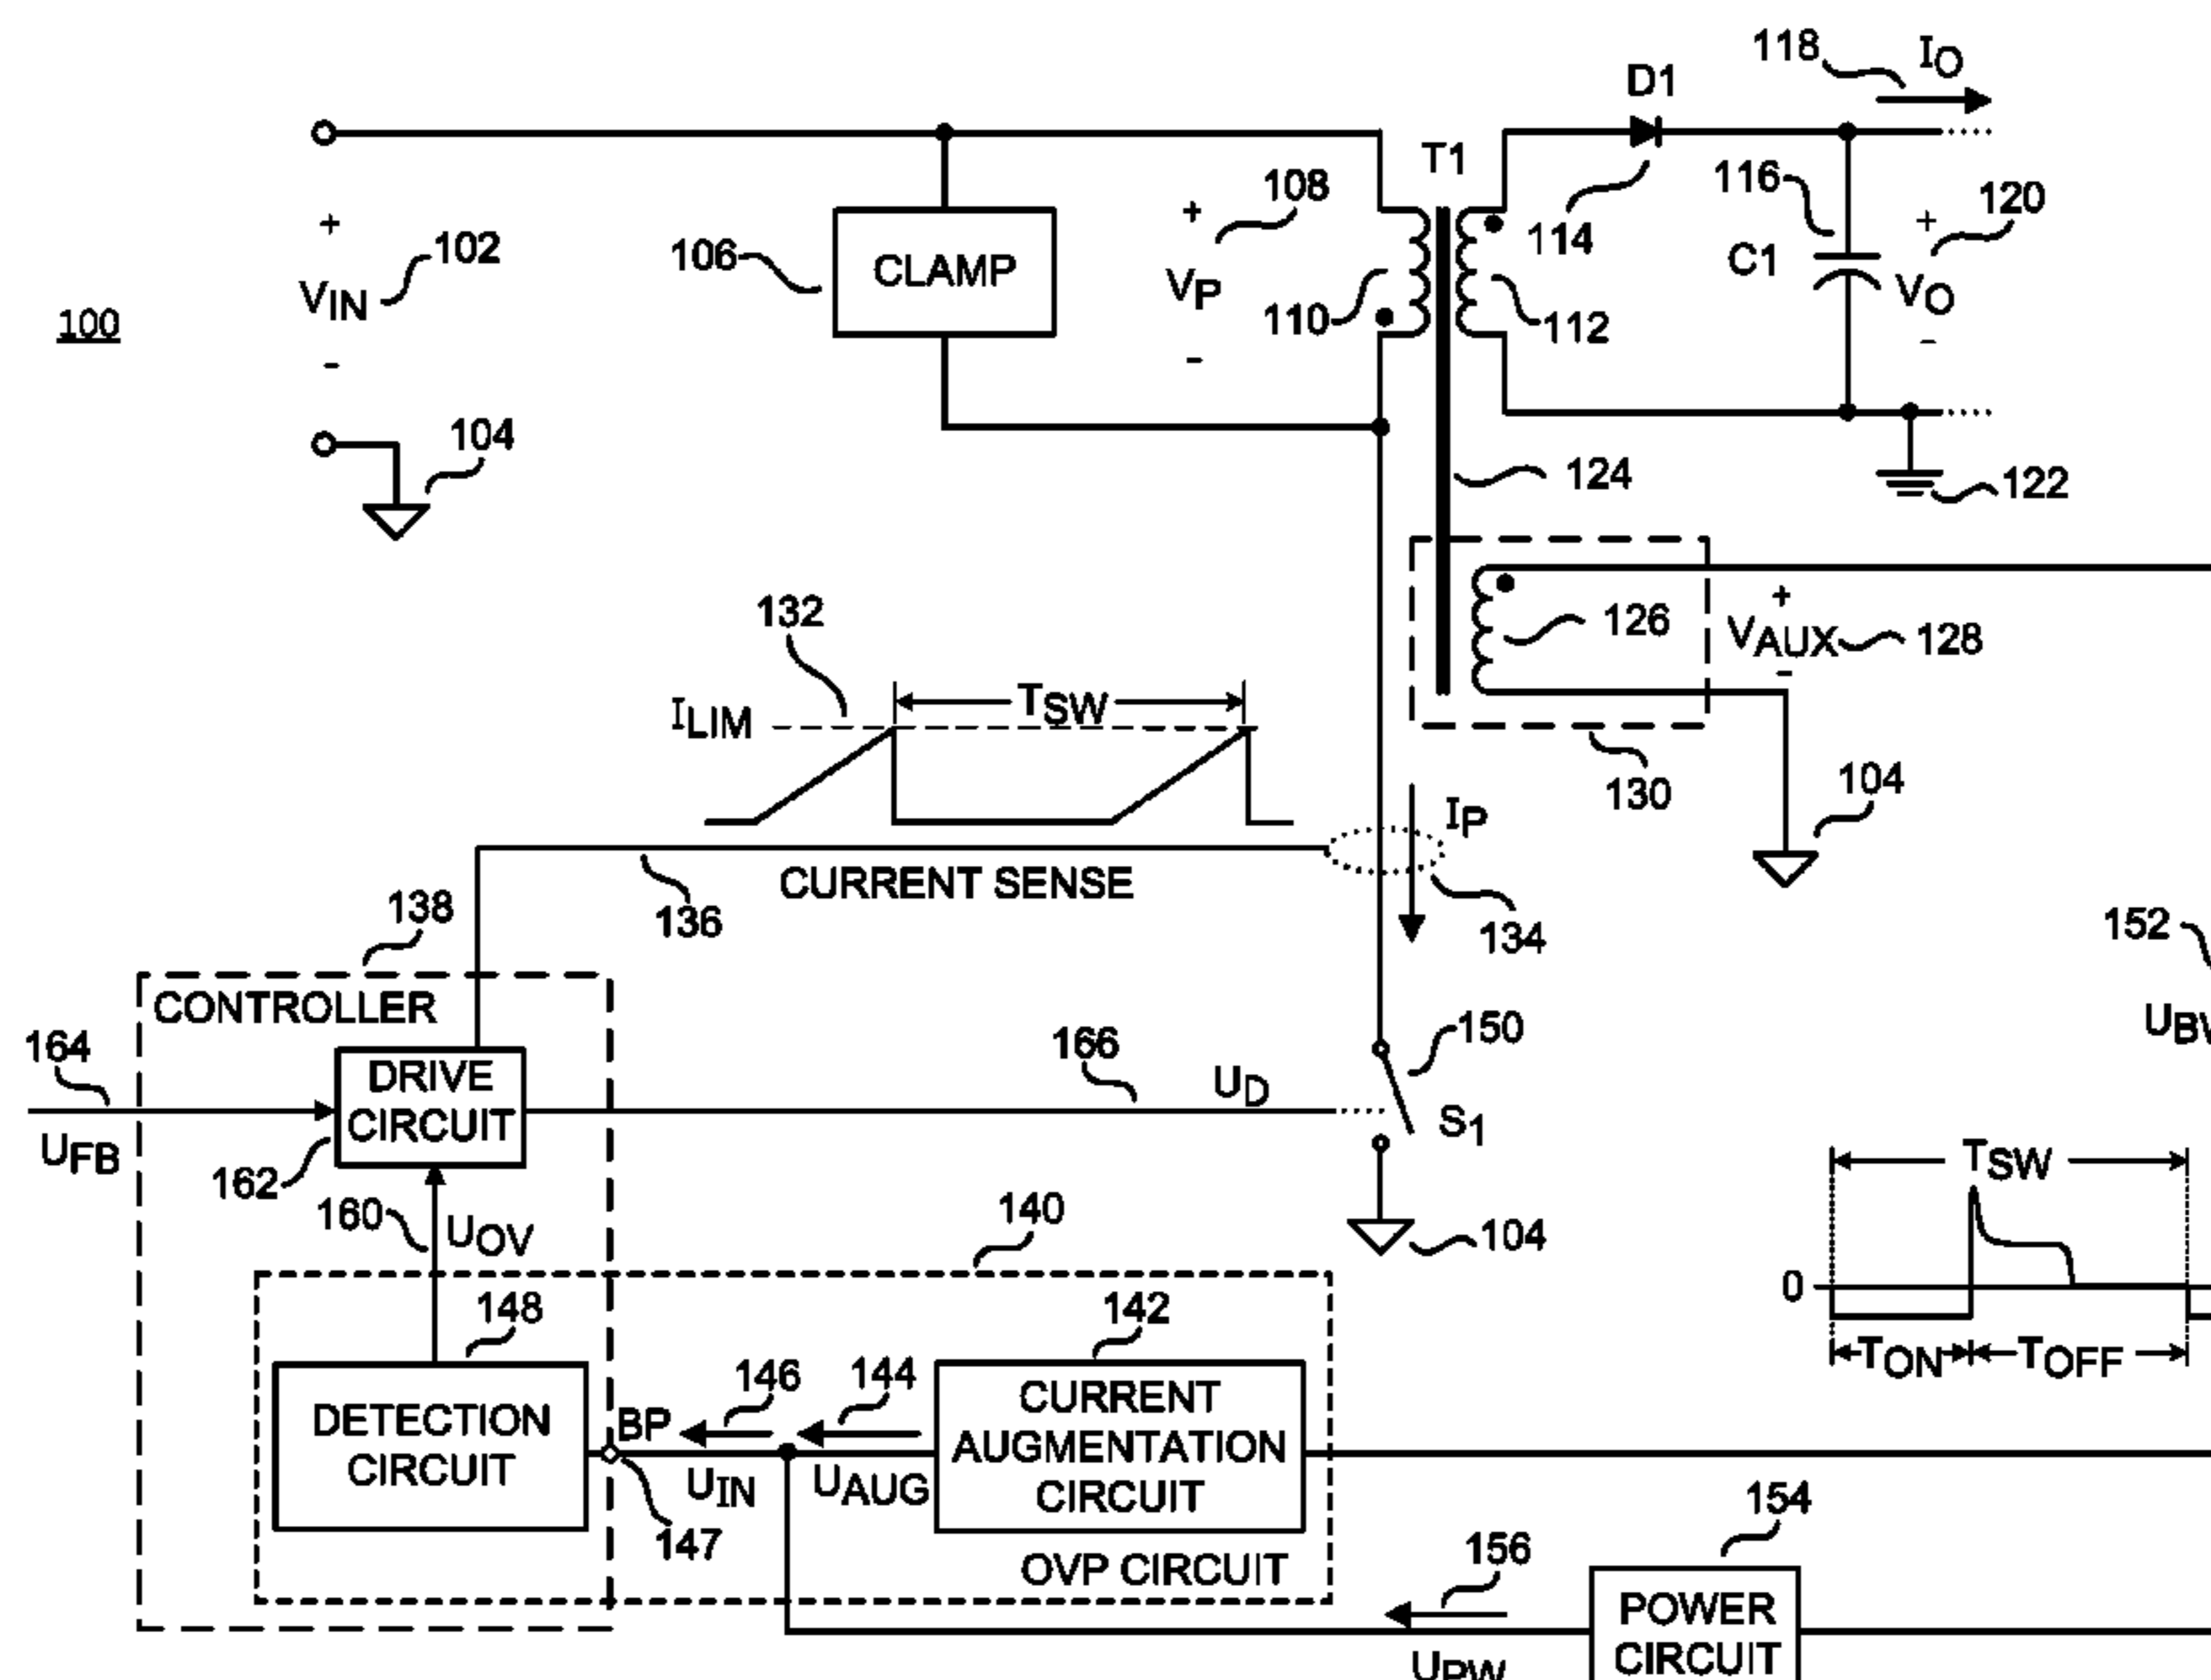 118
IO
D1
T1
108
116
120
+
+
+
102
106
CLAMP
114
C1
VIN
VP
VO
100
110
112
-
-
-
104
124
122
132
126
+
VAUX
128
-
ILIM
TSW
130
104
IP
CURRENT SENSE
138
136
134
152
CONTROLLER
164
150
166
DRIVE
CIRCUIT
UD
S1
UFB
162
TSW
160
UOV
140
104
148
142
0
146
144
TON
TOFF
DETECTION
CIRCUIT
BP
CURRENT
AUGMENTATION
CIRCUIT
UIN
UAUG
147
154
OVP CIRCUIT
156
POWER
CIRCUIT
UPW